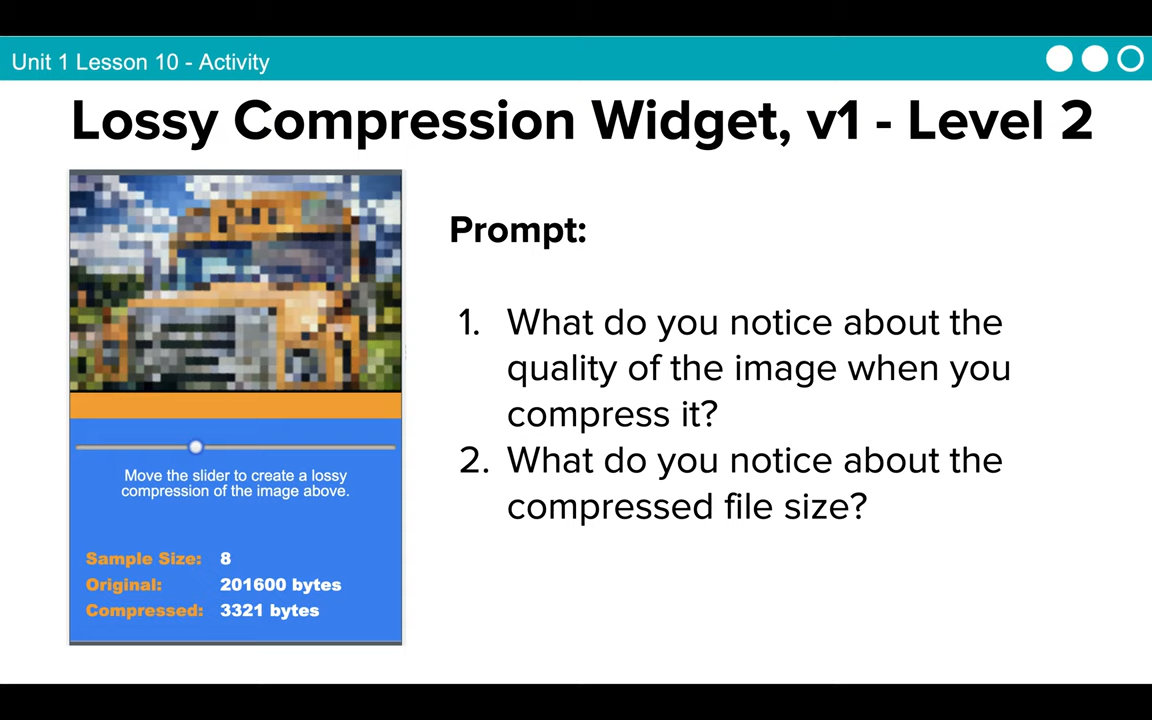 Unit 1 Lesson 10 - Activity
Lossy Compression Widget, v1 - Level 2
Prompt:
1. What do you notice about the
quality of the image when you
compress it?
2. What do you notice about the
compressed file size?
Move the slider to create a lossy
compression of the image above.
Sample Size: 8
Original: 201600 bytes
Compressed: 3321 bytes